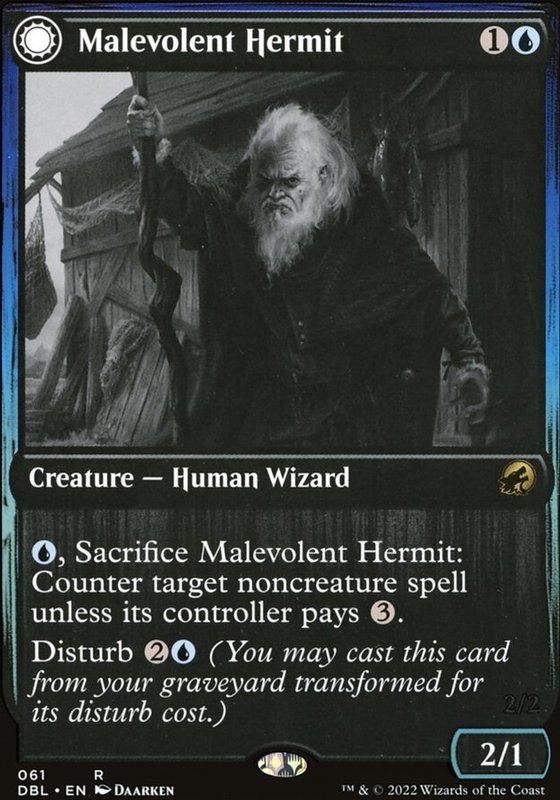 Malevolent Hermit 1
Creature — Human Wizard
, Sacrifice Malevolent Hermit:
Counter target noncreature spell
unless its controller pays 3.
Disturb 2 (You may cast this card
from your graveyard transformed for
its disturb cost.)
2/2
2/1
061 R
DBL • EN Daarken
™ & © 2022 Wizards of the Coast